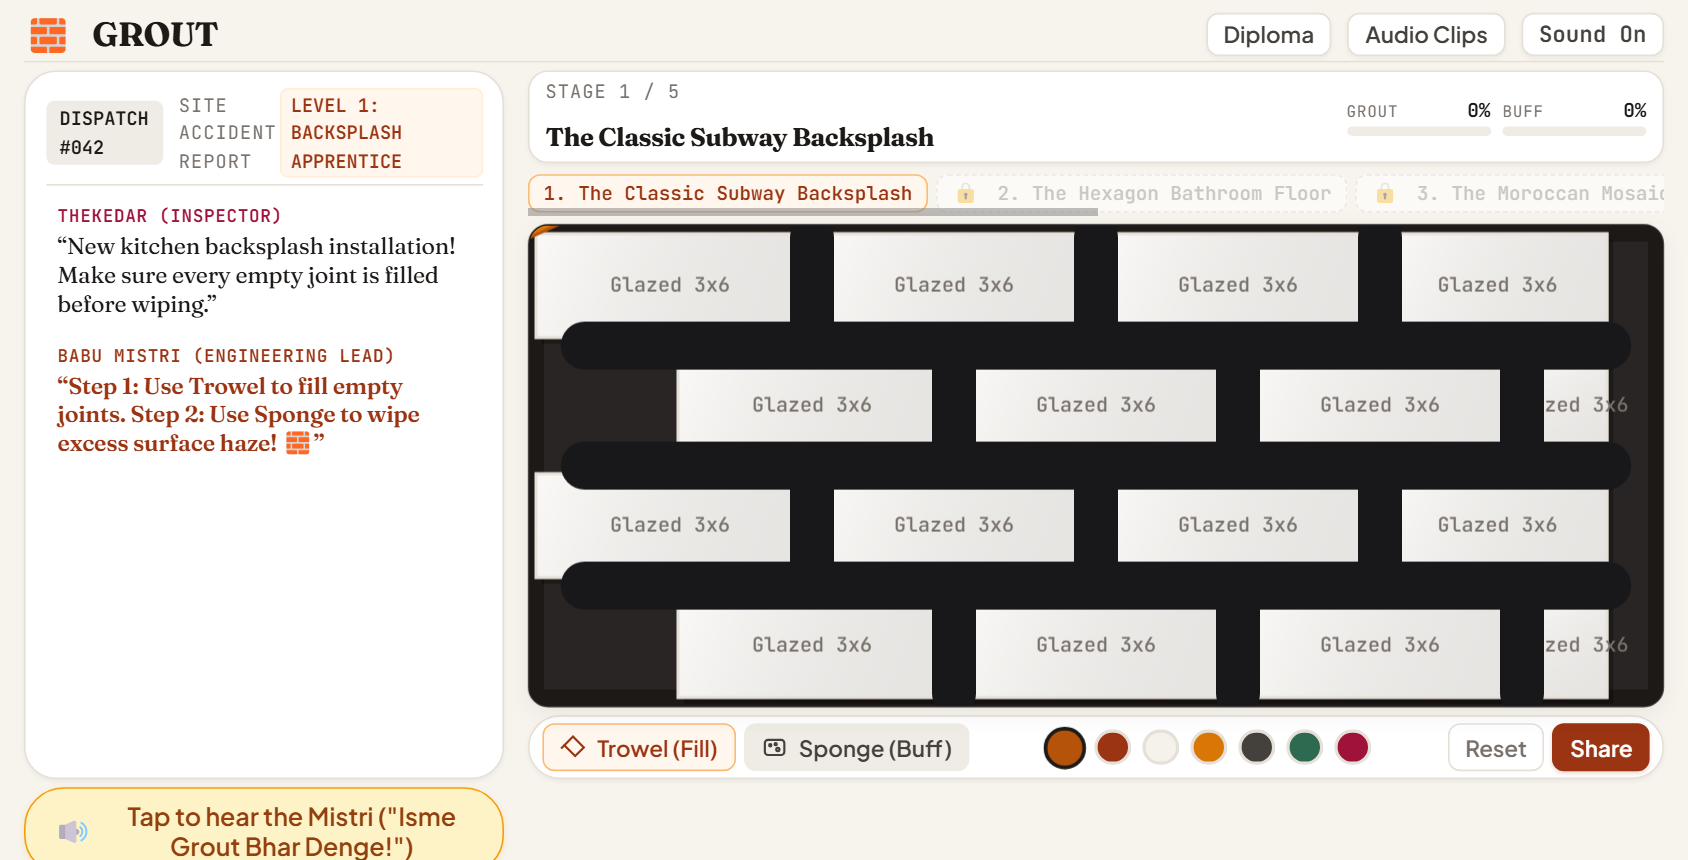 GROUT
Diploma
Audio Clips
Sound On
DISPATCH
#042
SITE
ACCIDENT
REPORT
LEVEL 1:
BACKSPLASH
APPRENTICE
THEKEDAR (INSPECTOR)
“New kitchen backsplash installation!
Make sure every empty joint is filled
before wiping.”
BABU MISTRI (ENGINEERING LEAD)
“Step 1: Use Trowel to fill empty
joints. Step 2: Use Sponge to wipe
excess surface haze! 🧱”
Tap to hear the Mistri ("Isme
Grout Bhar Denge!")
STAGE 1 / 5
The Classic Subway Backsplash
GROUT 0%
BUFF 0%
1. The Classic Subway Backsplash
2. The Hexagon Bathroom Floor
3. The Moroccan Mosaic
Glazed 3x6 Glazed 3x6 Glazed 3x6 Glazed 3x6
Glazed 3x6 Glazed 3x6 Glazed 3x6 zed 3x6
Glazed 3x6 Glazed 3x6 Glazed 3x6 Glazed 3x6
Glazed 3x6 Glazed 3x6 Glazed 3x6 zed 3x6
Trowel (Fill)
Sponge (Buff)
Reset
Share